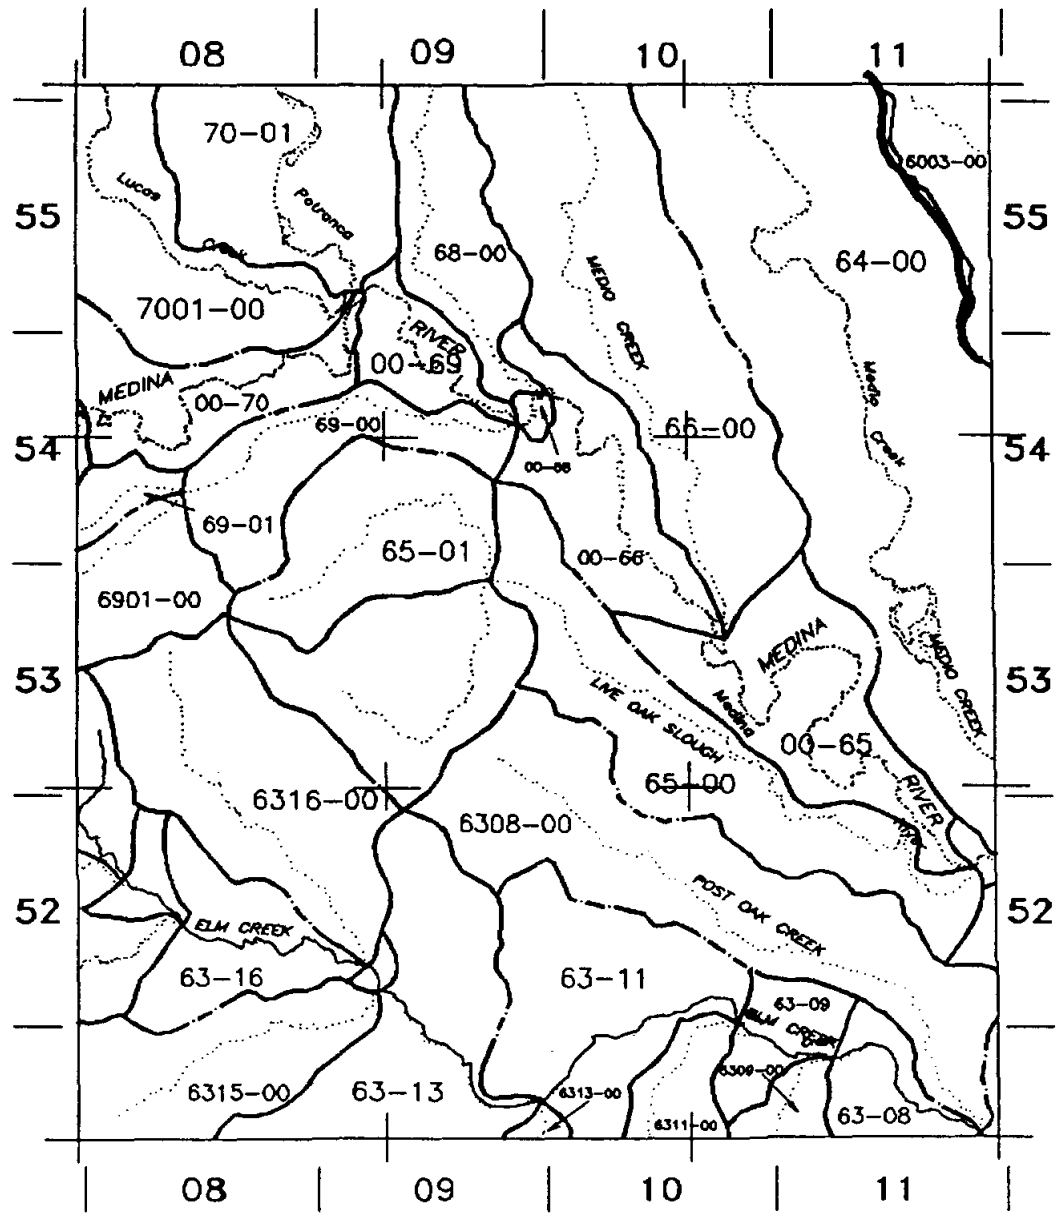 08 09 10 11
70-01
6003-00
Lucas
Potranca
55 55
Creek
68-00
64-00
MEDIO CREEK
7001-00
RIVER
00-69
MEDINA
00-70
Medio Creek
69-00
66-00
54 54
00-68
69-01
65-01
00-66
6901-00
MEDINA
MEDIO CREEK
53 53
LIVE OAK SLOUGH
Medina
00-65
65-00
RIVER
6316-00
6308-00
River
POST OAK CREEK
52 52
ELM CREEK
63-16
63-11
63-09
ELM CREEK
6309-00
6315-00
63-13
6313-00
63-08
6311-00
08 09 10 11